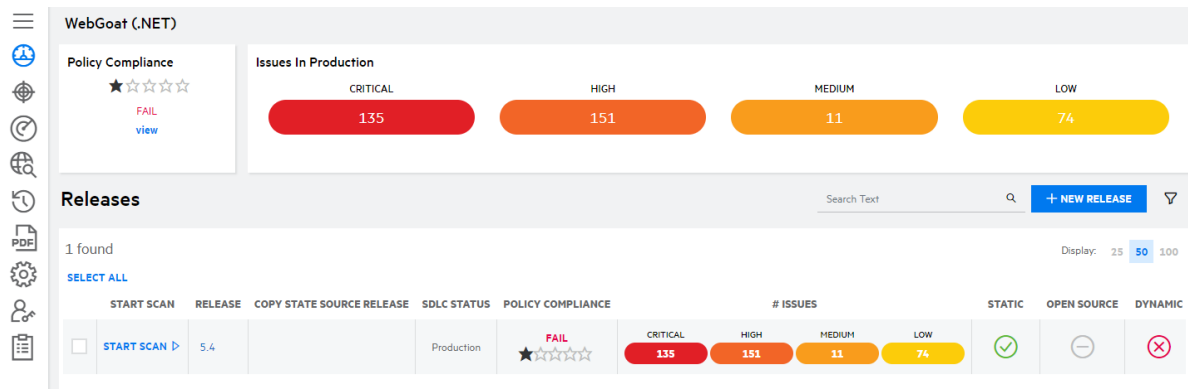 WebGoat (.NET)
Policy Compliance
FAIL
view
Issues In Production
CRITICAL HIGH MEDIUM LOW
135 151 11 74
Releases
Search Text
+ NEW RELEASE
PDF
1 found
Display: 25 50 100
SELECT ALL
START SCAN RELEASE COPY STATE SOURCE RELEASE SDLC STATUS POLICY COMPLIANCE # ISSUES STATIC OPEN SOURCE DYNAMIC
START SCAN 5.4 Production FAIL
CRITICAL HIGH MEDIUM LOW
135 151 11 74